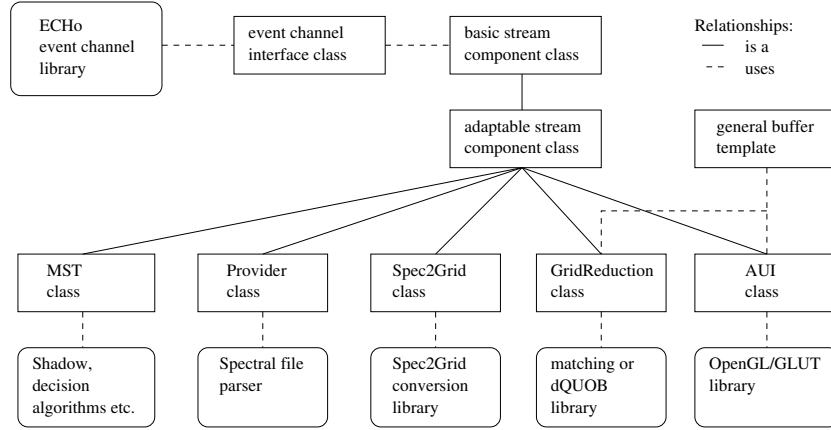 ECHo
event channel
library
event channel
interface class
basic stream
component class
Relationships:
is a
uses
adaptable stream
component class
general buffer
template
MST
class
Provider
class
Spec2Grid
class
GridReduction
class
AUI
class
Shadow,
decision
algorithms etc.
Spectral file
parser
Spec2Grid
conversion
library
matching or
dQUOB
library
OpenGL/GLUT
library